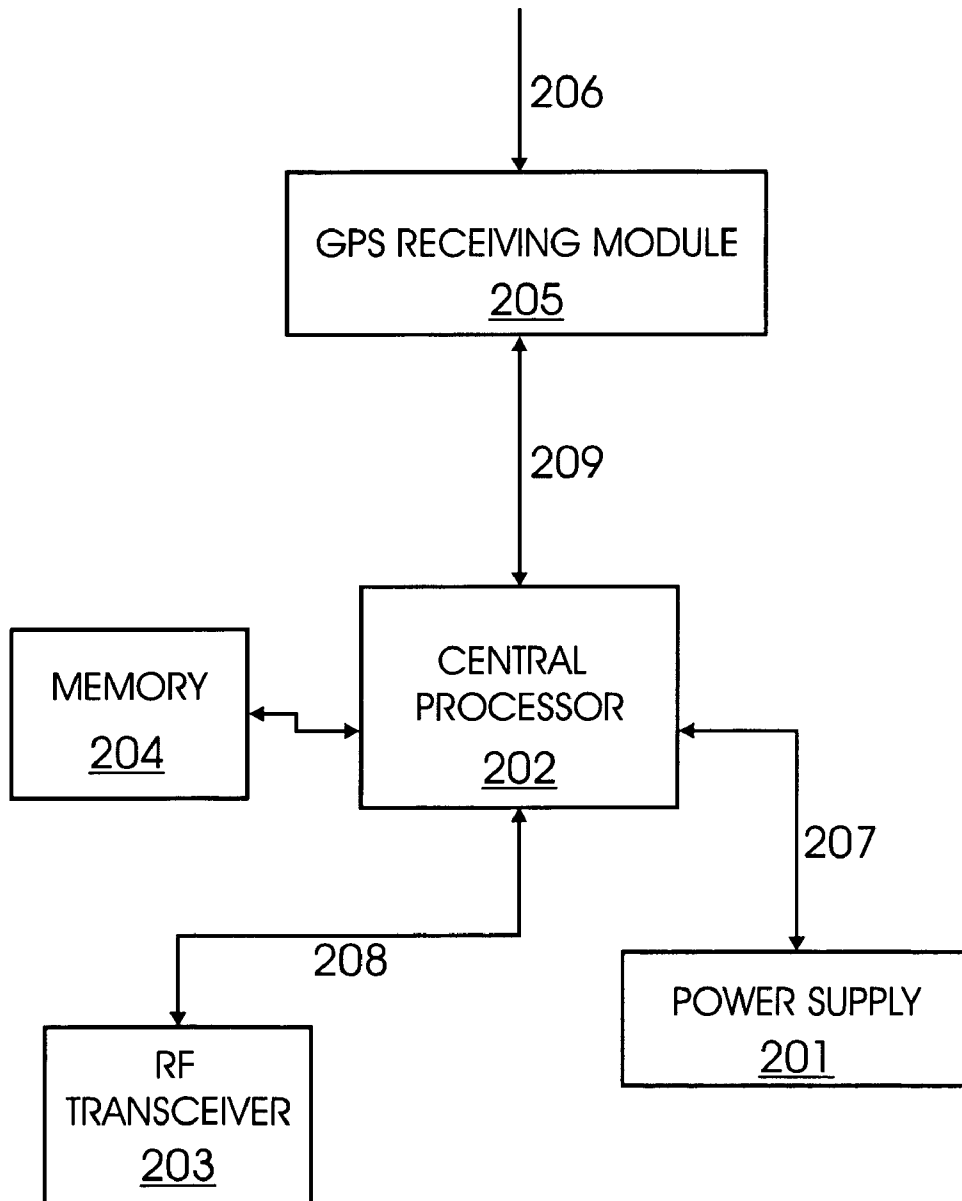 206
GPS RECEIVING MODULE
205
209
CENTRAL
PROCESSOR
202
MEMORY
204
207
208
POWER SUPPLY
201
RF
TRANSCEIVER
203